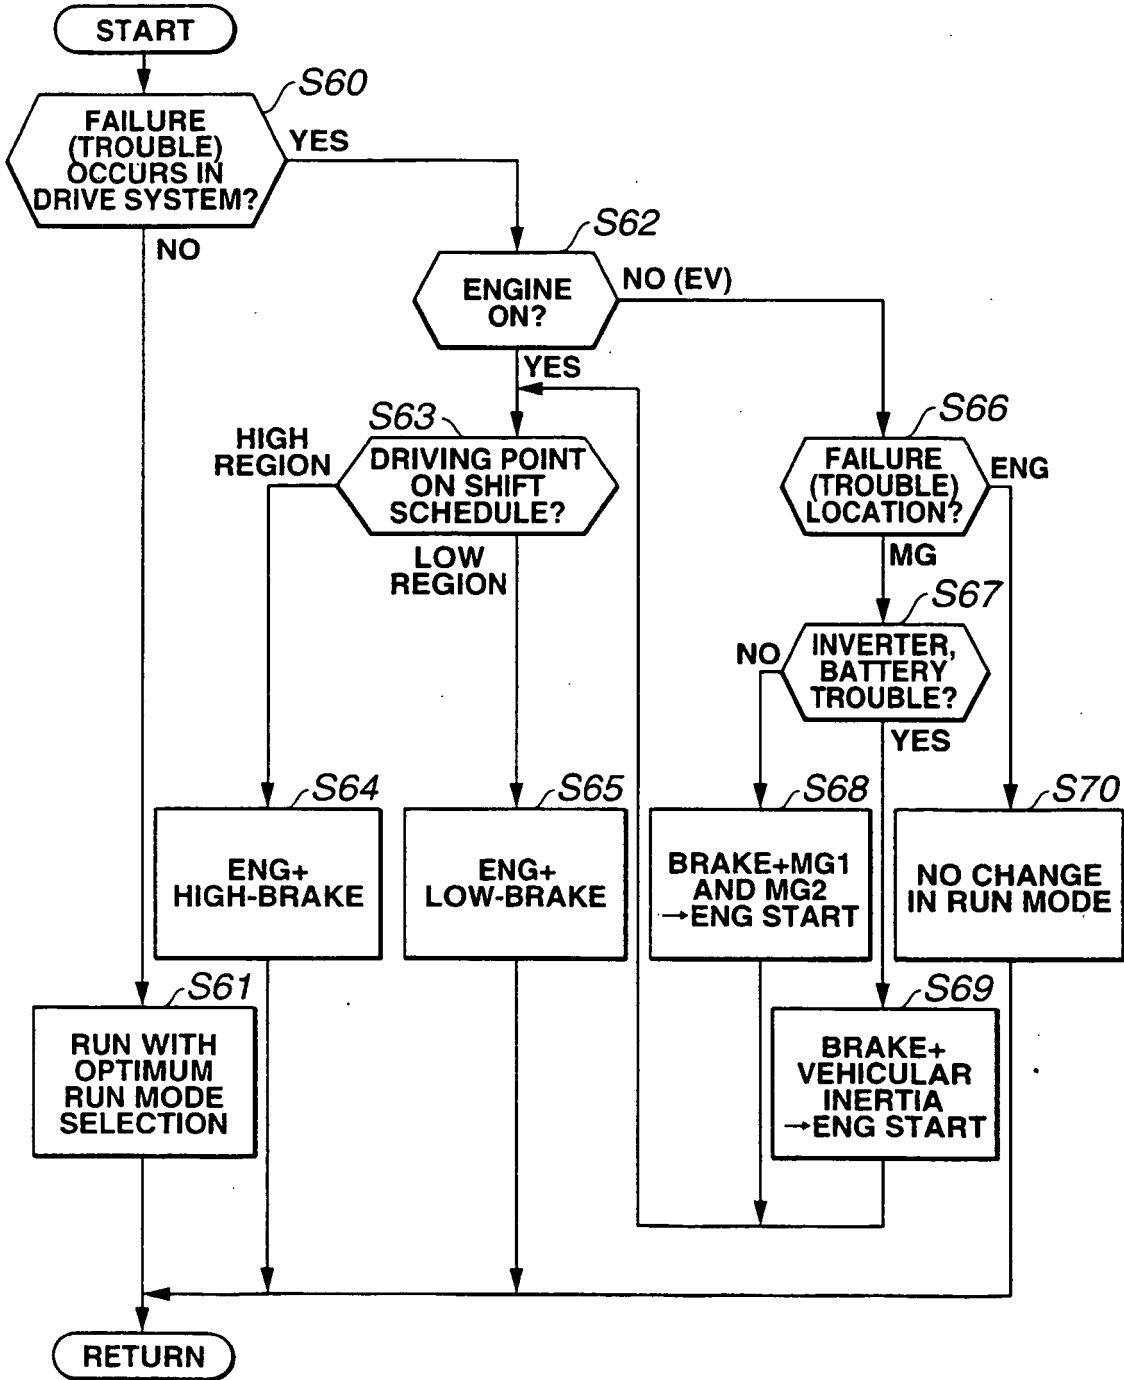 START
S60
FAILURE
(TROUBLE)
OCCURS IN
DRIVE SYSTEM?
YES
NO
S62
ENGINE
ON?
NO (EV)
YES
S63
HIGH
REGION
DRIVING POINT
ON SHIFT
SCHEDULE?
LOW
REGION
S66
FAILURE
(TROUBLE)
LOCATION?
ENG
MG
S67
NO
INVERTER,
BATTERY
TROUBLE?
YES
S64
ENG+
HIGH-BRAKE
S65
ENG+
LOW-BRAKE
S68
BRAKE+MG1
AND MG2
→ENG START
S70
NO CHANGE
IN RUN MODE
S61
RUN WITH
OPTIMUM
RUN MODE
SELECTION
S69
BRAKE+
VEHICULAR
INERTIA
→ENG START
RETURN